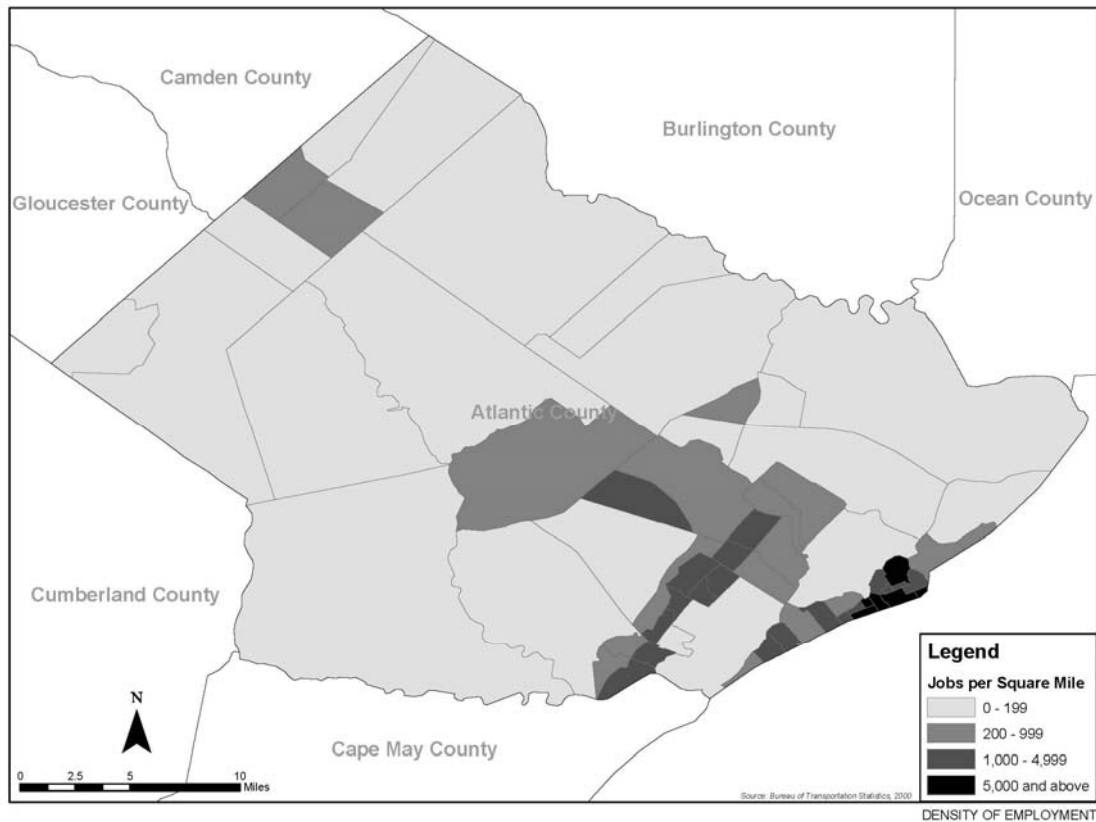 Camden County
Burlington County
Gloucester County
Ocean County
Atlantic County
Cumberland County
Cape May County
N
0 2.5 5 10
Miles
Legend
Jobs per Square Mile
0 - 199
200 - 999
1,000 - 4,999
5,000 and above
Source: Bureau of Transportation Statistics, 2000
DENSITY OF EMPLOYMENT